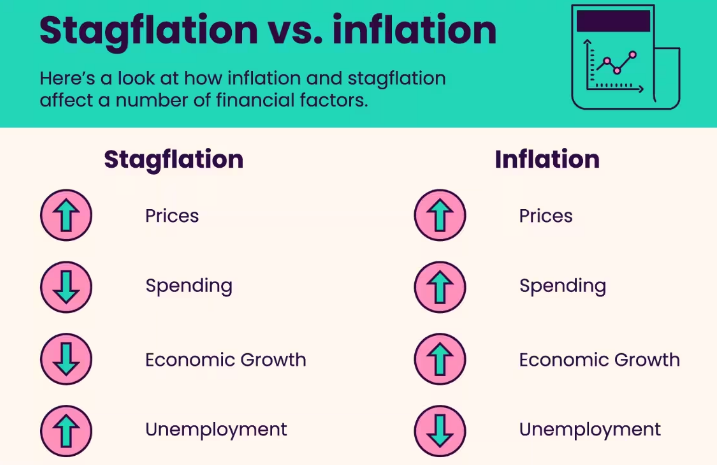 Stagflation vs. inflation
Here's a look at how inflation and stagflation
affect a number of financial factors.
Stagflation
Prices
Spending
Economic Growth
Unemployment
Inflation
Prices
Spending
Economic Growth
Unemployment